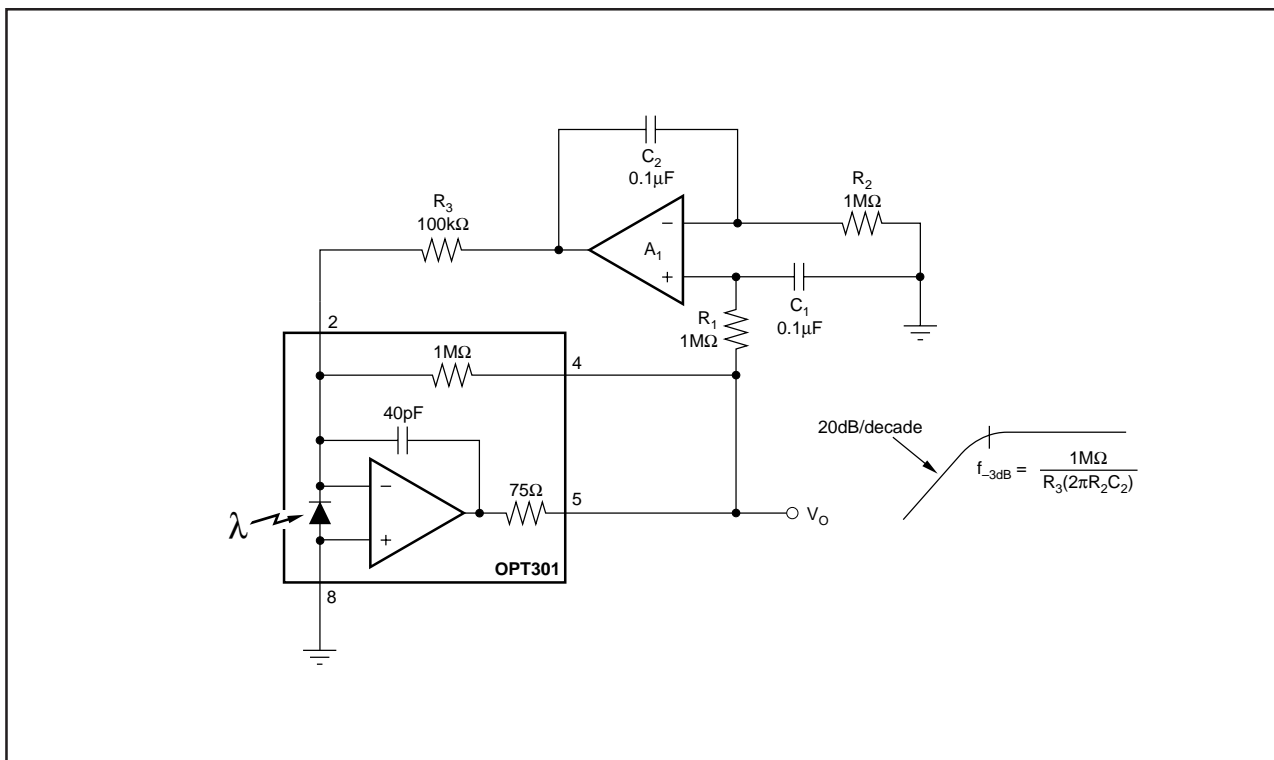 C₂
0.1μF
R₂
1MΩ
R₃
100kΩ
−
A₁
+
C₁
0.1μF
R₁
1MΩ
2
1MΩ
4
40pF
20dB/decade
f₋₃dB = 1MΩ / R₃(2πR₂C₂)
75Ω
5
−
λ
+
V_O
OPT301
8